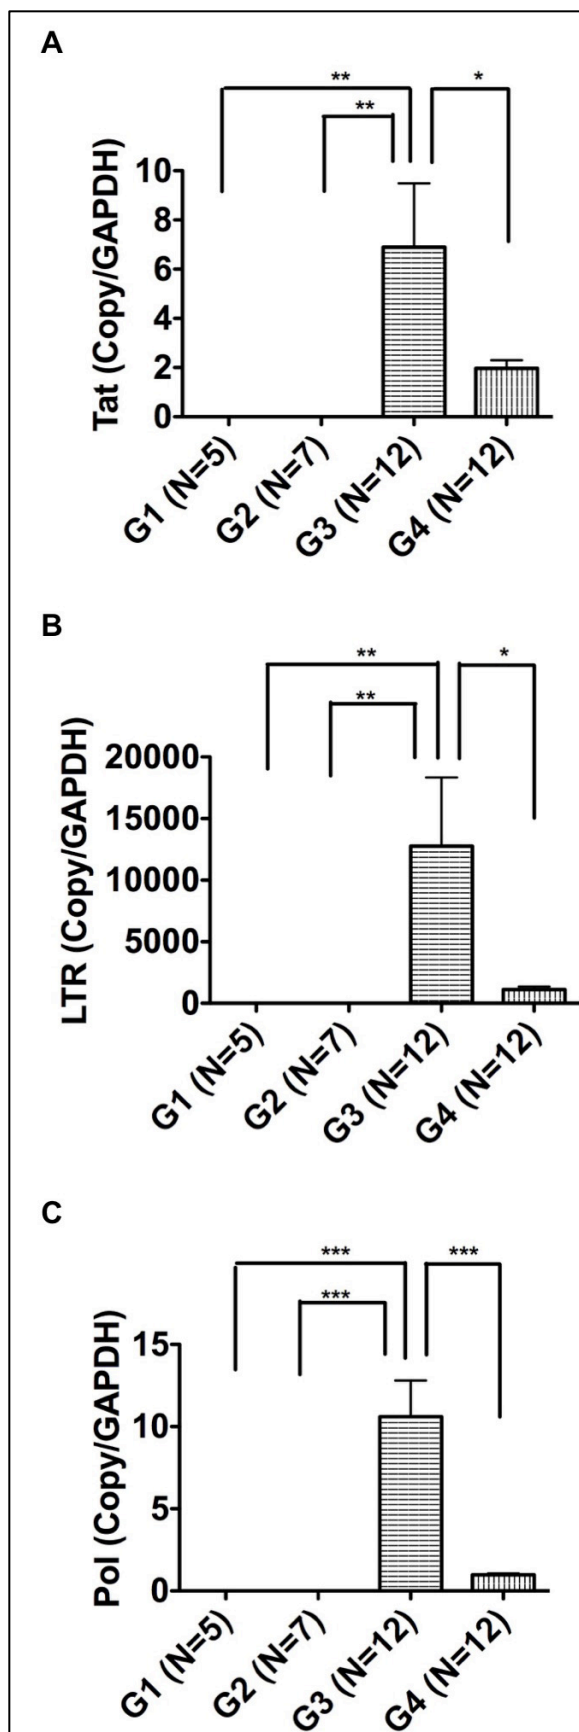 A
** *
**
Tat (Copy/GAPDH)
10
8
6
4
2
0
G1 (N=5)
G2 (N=7)
G3 (N=12)
G4 (N=12)
B
** *
**
LTR (Copy/GAPDH)
20000
15000
10000
5000
0
G1 (N=5)
G2 (N=7)
G3 (N=12)
G4 (N=12)
C
*** ***
***
Pol (Copy/GAPDH)
15
10
5
0
G1 (N=5)
G2 (N=7)
G3 (N=12)
G4 (N=12)